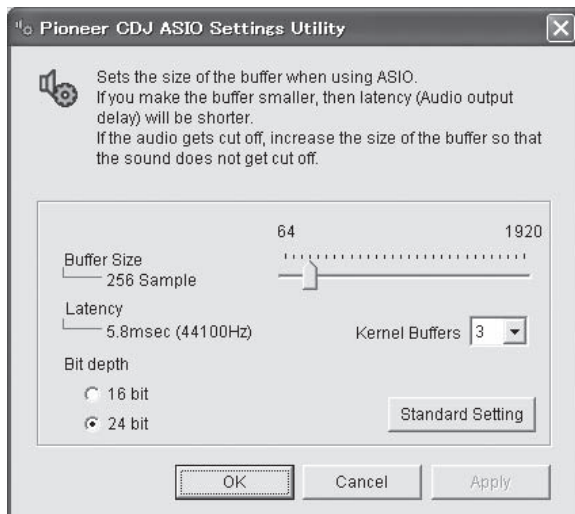 Pioneer CDJ ASIO Settings Utility
Sets the size of the buffer when using ASIO.
If you make the buffer smaller, then latency (Audio output
delay) will be shorter.
If the audio gets cut off, increase the size of the buffer so that
the sound does not get cut off.
64 1920
Buffer Size
256 Sample
Latency
5.8msec (44100Hz)
Kernel Buffers 3
Bit depth
16 bit
24 bit
Standard Setting
OK Cancel Apply